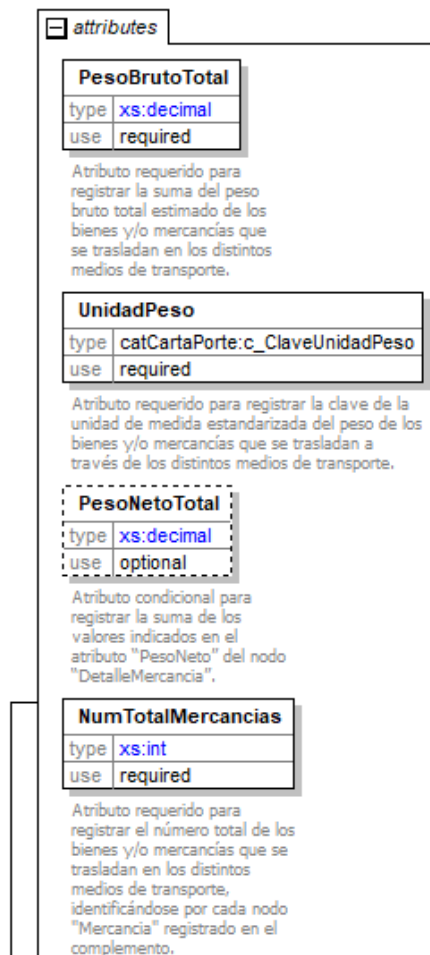 attributes
PesoBrutoTotal
type xs:decimal
use required
Atributo requerido para
registrar la suma del peso
bruto total estimado de los
bienes y/o mercancías que
se trasladan en los distintos
medios de transporte.
UnidadPeso
type catCartaPorte:c_ClaveUnidadPeso
use required
Atributo requerido para registrar la clave de la
unidad de medida estandarizada del peso de los
bienes y/o mercancías que se trasladan a
través de los distintos medios de transporte.
PesoNetoTotal
type xs:decimal
use optional
Atributo condicional para
registrar la suma de los
valores indicados en el
atributo “PesoNeto” del nodo
“DetalleMercancia”.
NumTotalMercancias
type xs:int
use required
Atributo requerido para
registrar el número total de los
bienes y/o mercancías que se
trasladan en los distintos
medios de transporte,
identificándose por cada nodo
"Mercancia" registrado en el
complemento.